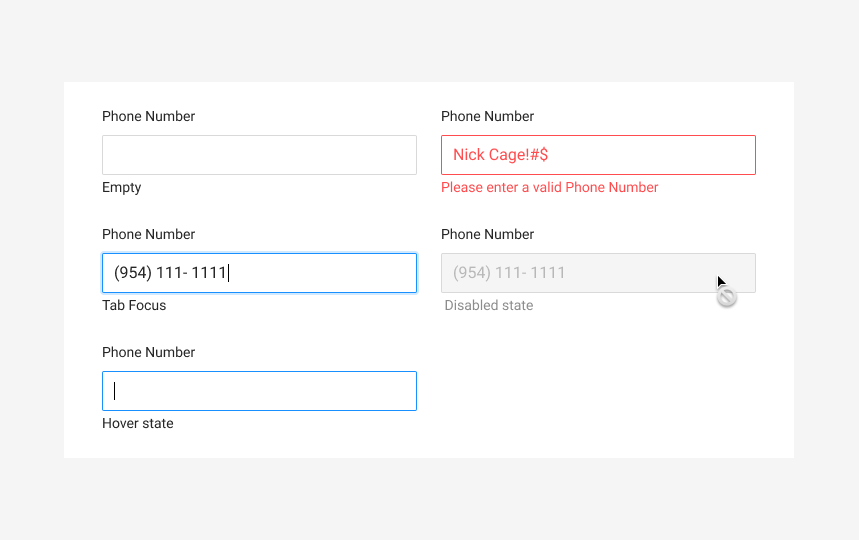 Phone Number
Empty
Phone Number
Nick Cage!#$
Please enter a valid Phone Number
Phone Number
(954) 111- 1111
Tab Focus
Phone Number
(954) 111- 1111
Disabled state
Phone Number
Hover state